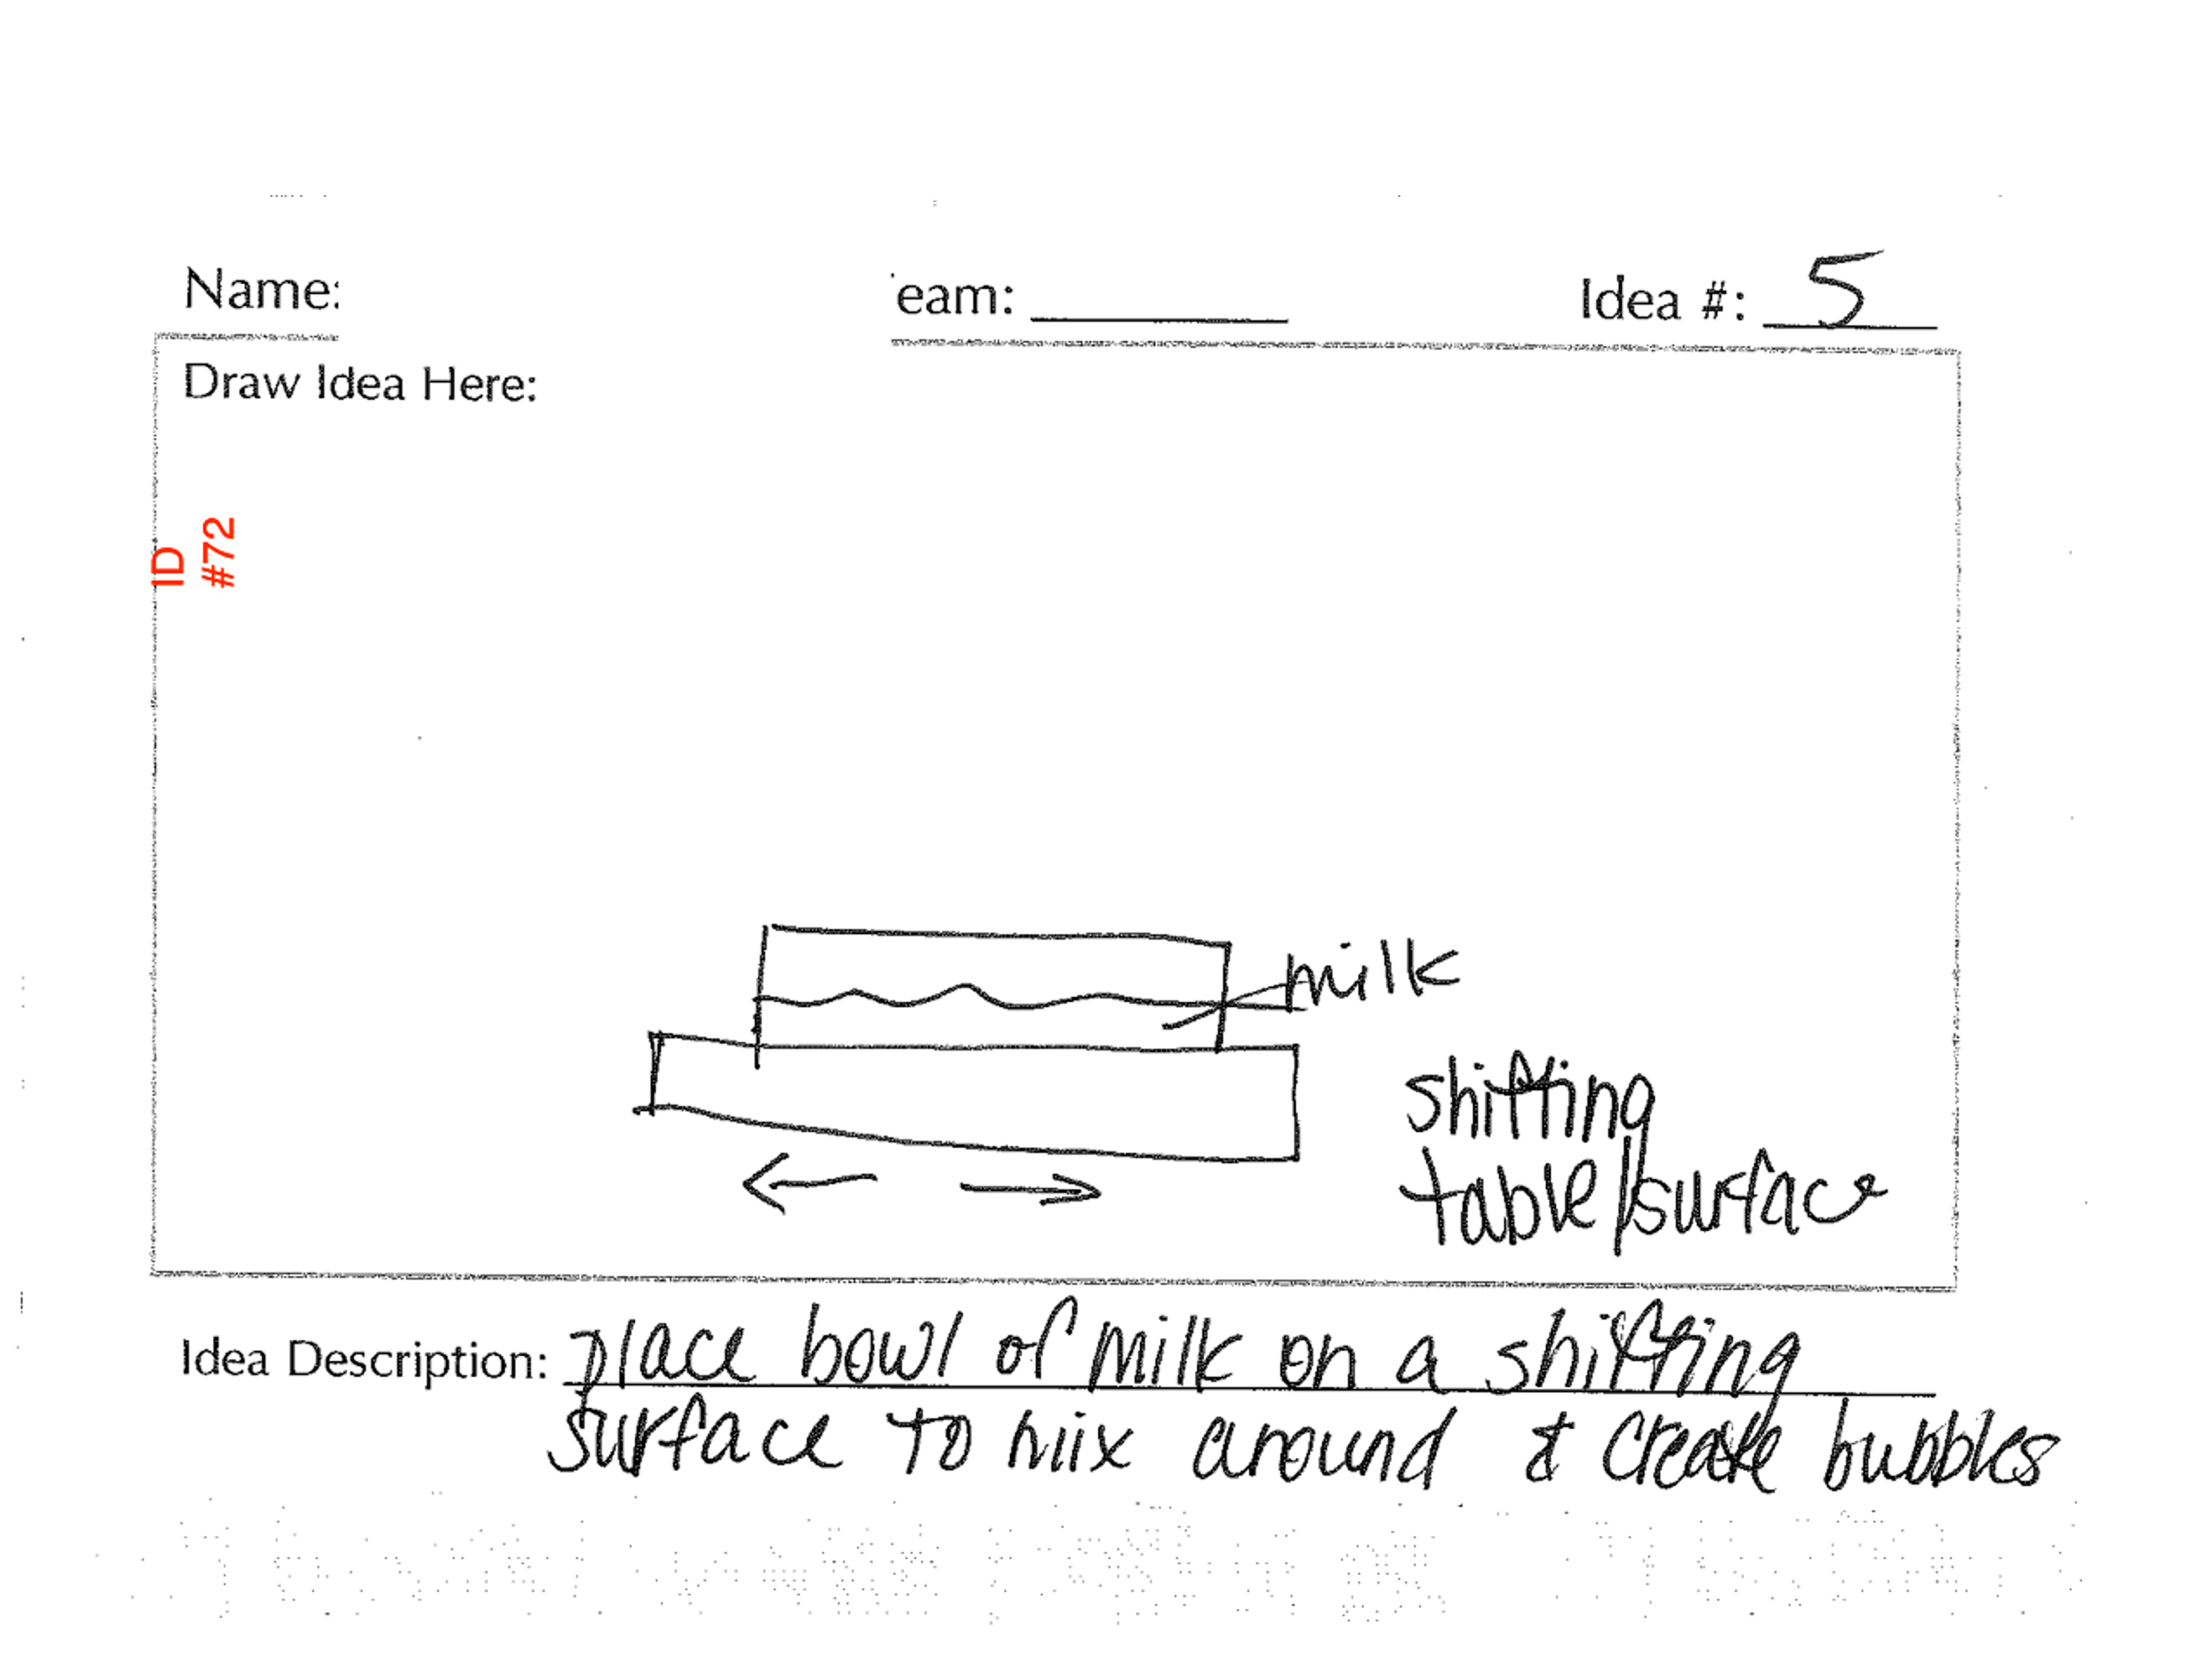 Name:
eam:
Idea #: 5
Draw Idea Here:
ID
#72
milk
shifting
table/surface
Idea Description: place bowl of milk on a shifting
surface to mix around & create bubbles